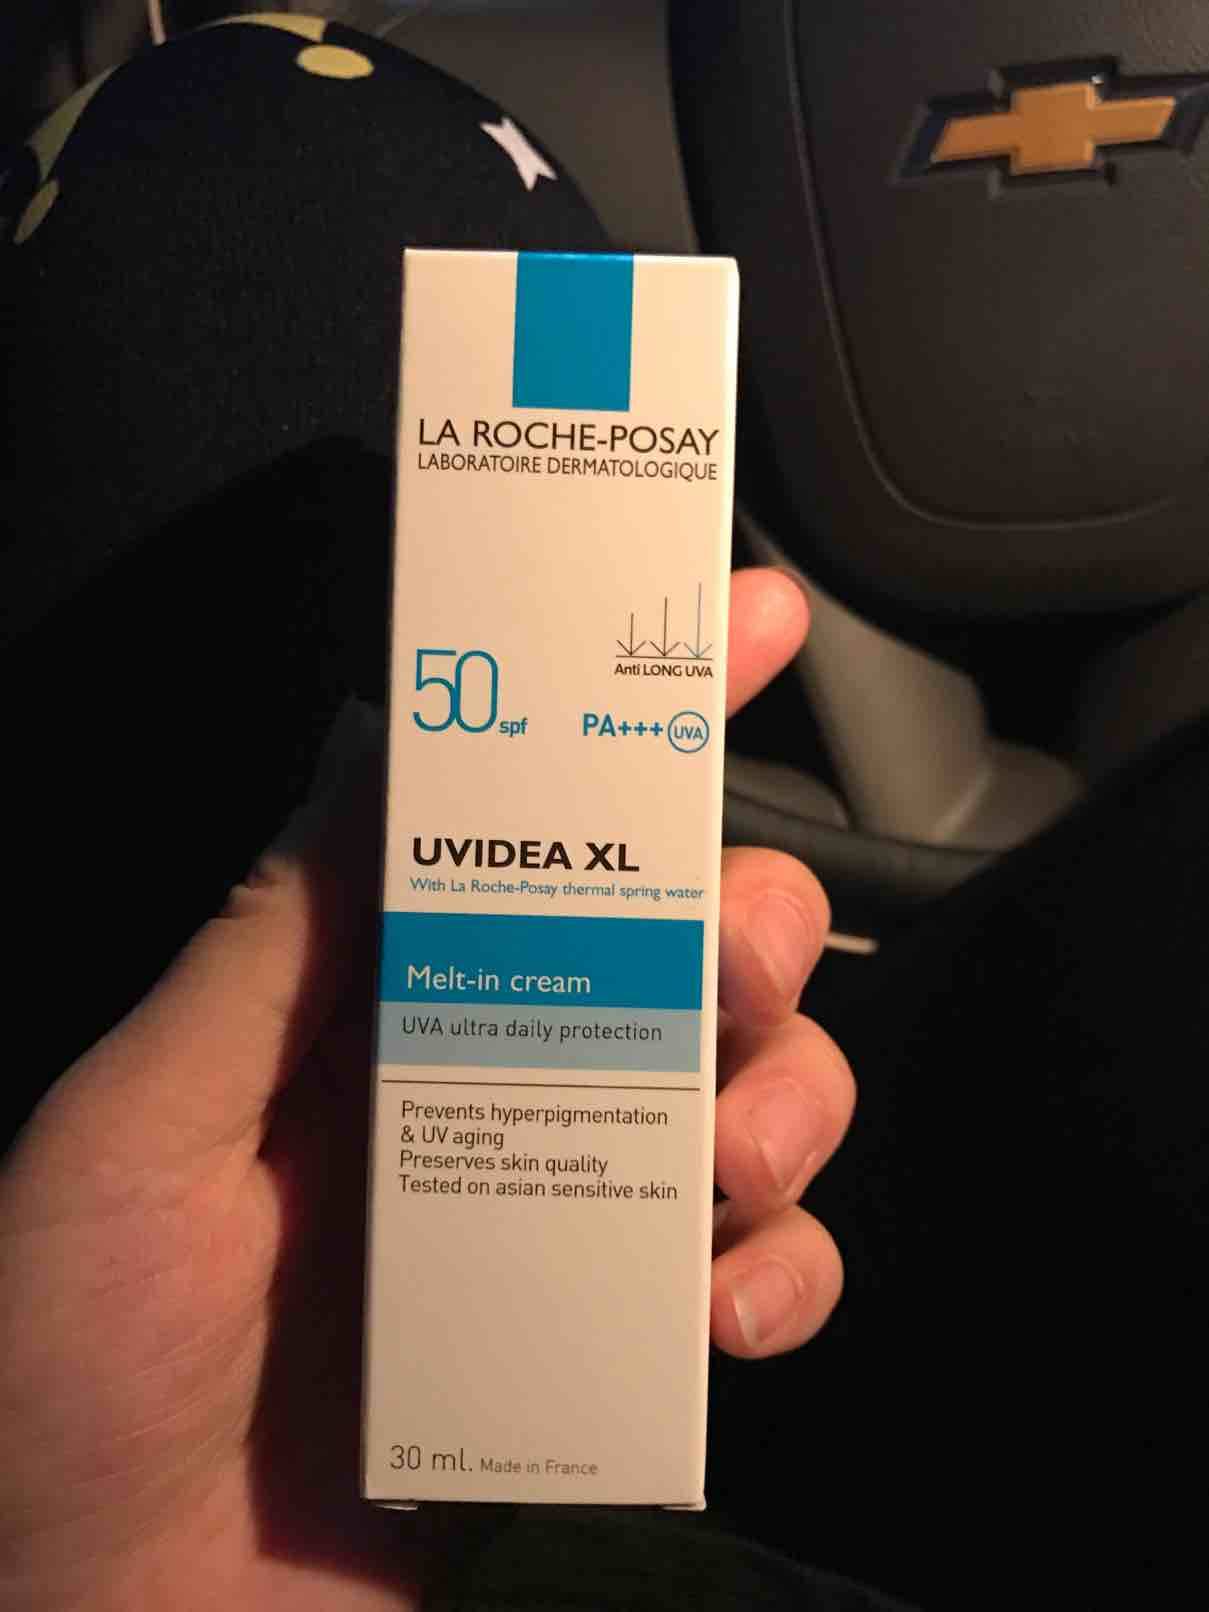 LA ROCHE-POSAY
LABORATOIRE DERMATOLOGIQUE
Anti LONG UVA
50 spf
PA+++ UVA
UVIDEA XL
With La Roche-Posay thermal spring water
Melt-in cream
UVA ultra daily protection
Prevents hyperpigmentation
& UV aging
Preserves skin quality
Tested on asian sensitive skin
30 ml. Made in France